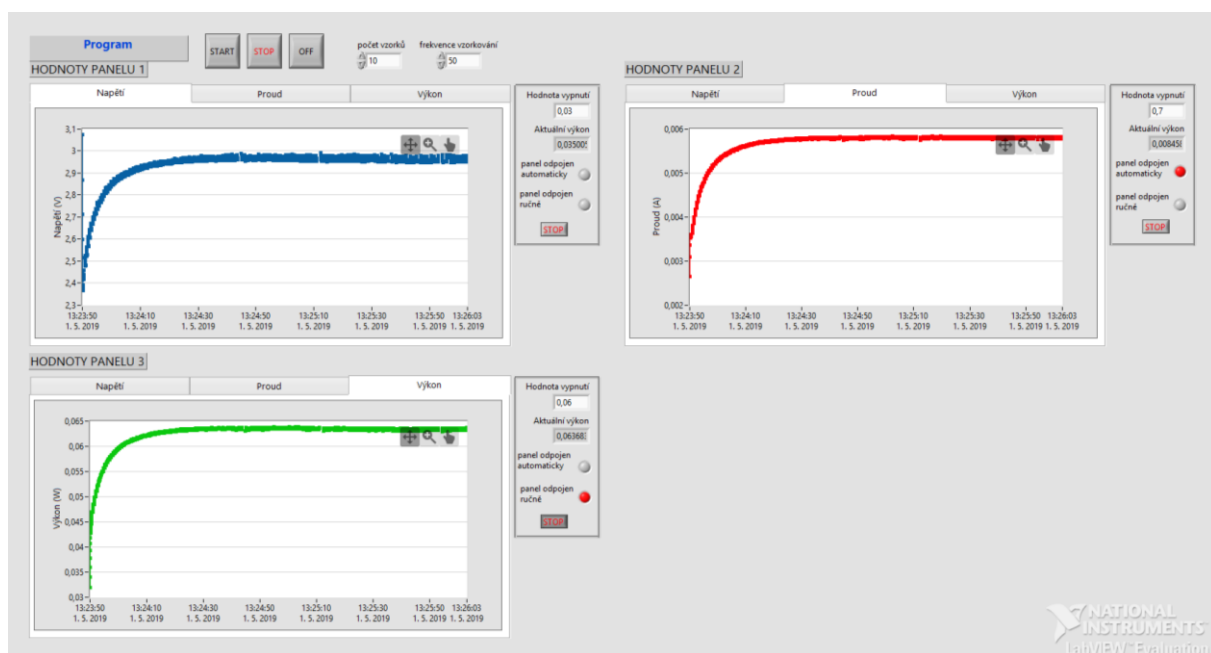 Program
START
STOP
OFF
počet vzorků
10
frekvence vzorkování
50
HODNOTY PANELU 1
Napětí
Proud
Výkon
Napětí (V)
3,1
3
2,9
2,8
2,7
2,6
2,5
2,4
2,3
13:23:50 13:24:10 13:24:30 13:24:50 13:25:10 13:25:30 13:25:50 13:26:03
1. 5. 2019 1. 5. 2019 1. 5. 2019 1. 5. 2019 1. 5. 2019 1. 5. 2019 1. 5. 2019 1. 5. 2019
Hodnota vypnutí
0,03
Aktuální výkon
0,035005
panel odpojen
automaticky
panel odpojen
ručně
STOP
HODNOTY PANELU 2
Napětí
Proud
Výkon
Proud (A)
0,006
0,005
0,004
0,003
0,002
13:23:50 13:24:10 13:24:30 13:24:50 13:25:10 13:25:30 13:25:50 13:26:03
1. 5. 2019 1. 5. 2019 1. 5. 2019 1. 5. 2019 1. 5. 2019 1. 5. 2019 1. 5. 2019 1. 5. 2019
Hodnota vypnutí
0,7
Aktuální výkon
panel odpojen
automaticky
panel odpojen
ručně
STOP
HODNOTY PANELU 3
Napětí
Proud
Výkon
Výkon (W)
0,065
0,06
0,055
0,05
0,045
0,04
0,035
0,03
13:23:50 13:24:10 13:24:30 13:24:50 13:25:10 13:25:30 13:25:50 13:26:03
1. 5. 2019 1. 5. 2019 1. 5. 2019 1. 5. 2019 1. 5. 2019 1. 5. 2019 1. 5. 2019 1. 5. 2019
Hodnota vypnutí
0,06
Aktuální výkon
panel odpojen
automaticky
panel odpojen
ručně
STOP
NATIONAL
INSTRUMENTS
LabVIEW™ Evaluation